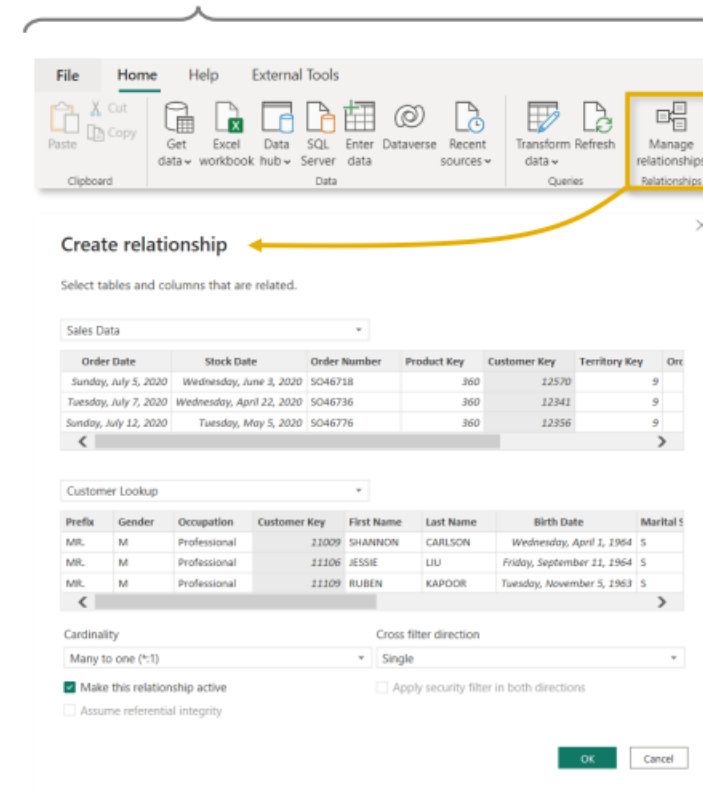 File Home Help External Tools
Cut
Copy
Paste
Get data
Excel workbook
Data hub
SQL Server
Enter data
Dataverse
Recent sources
Transform data
Refresh
Manage relationships
Clipboard Data Queries Relationships
Create relationship
Select tables and columns that are related.
Sales Data
Order Date Stock Date Order Number Product Key Customer Key Territory Key Orc
Sunday, July 5, 2020 Wednesday, June 3, 2020 SO46718 360 12570 9
Tuesday, July 7, 2020 Wednesday, April 22, 2020 SO46736 360 12341 9
Sunday, July 12, 2020 Tuesday, May 5, 2020 SO46776 360 12356 9
Customer Lookup
Prefix Gender Occupation Customer Key First Name Last Name Birth Date Marital S
MR. M Professional 11009 SHANNON CARLSON Wednesday, April 1, 1964 S
MR. M Professional 11106 JESSIE LIU Friday, September 11, 1964 S
MR. M Professional 11109 RUBEN KAPOOR Tuesday, November 5, 1963 S
Cardinality Cross filter direction
Many to one (*:1) Single
Make this relationship active Apply security filter in both directions
Assume referential integrity
OK Cancel